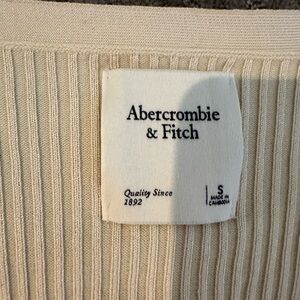 Abercrombie
& Fitch
Quality Since
1892
S
MADE IN
CAMBODIA